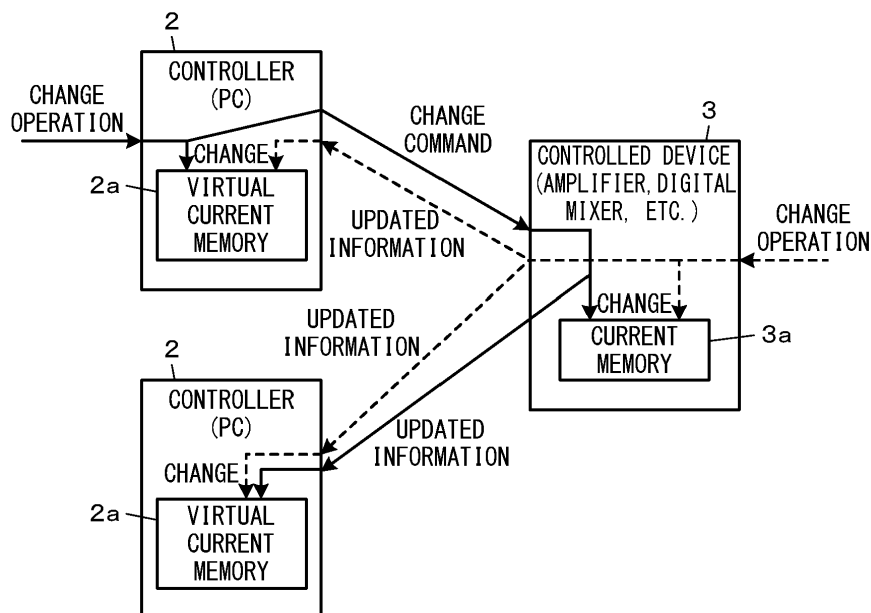 2
CONTROLLER
(PC)
CHANGE
OPERATION
CHANGE
2a
VIRTUAL
CURRENT
MEMORY
CHANGE
COMMAND
UPDATED
INFORMATION
3
CONTROLLED DEVICE
(AMPLIFIER, DIGITAL
MIXER, ETC.)
CHANGE
OPERATION
CHANGE
CURRENT
MEMORY
3a
UPDATED
INFORMATION
2
CONTROLLER
(PC)
UPDATED
INFORMATION
CHANGE
2a
VIRTUAL
CURRENT
MEMORY